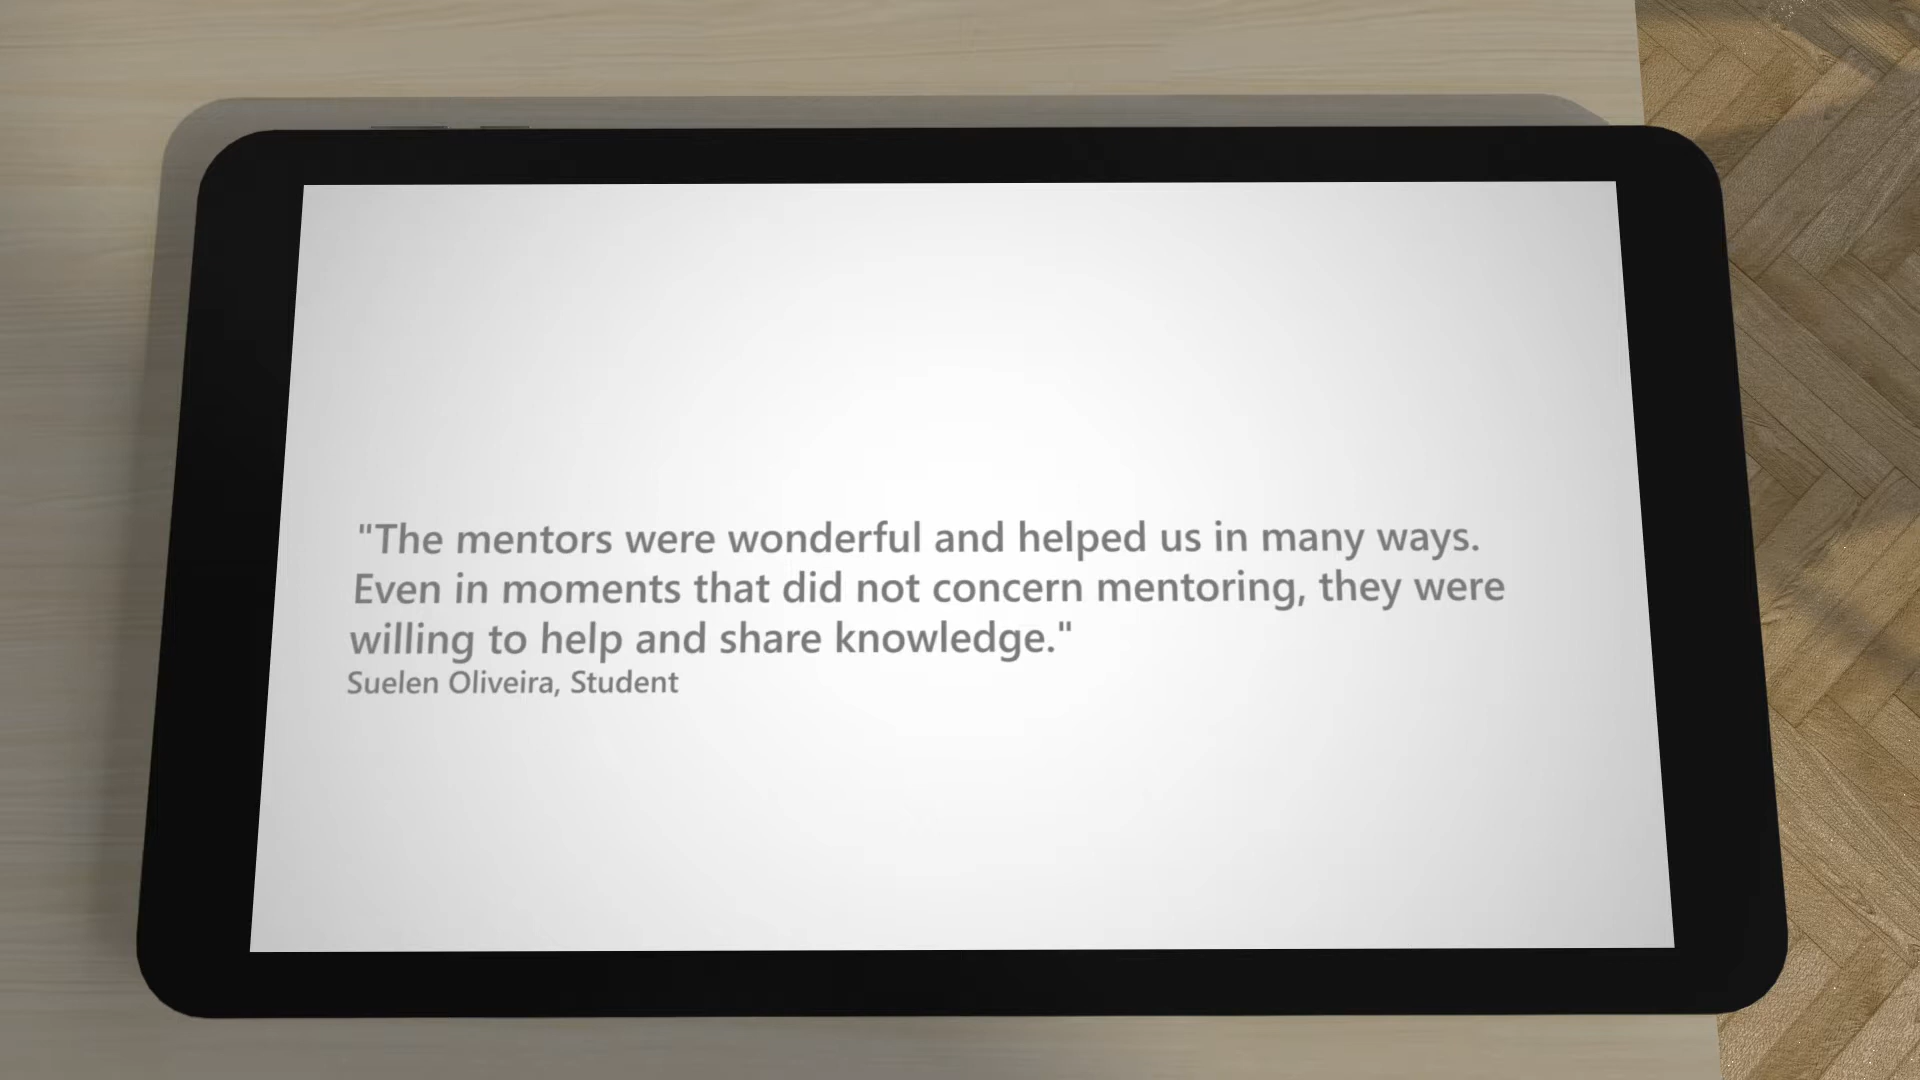 "The mentors were wonderful and helped us in many ways.
Even in moments that did not concern mentoring, they were
willing to help and share knowledge."
Suelen Oliveira, Student